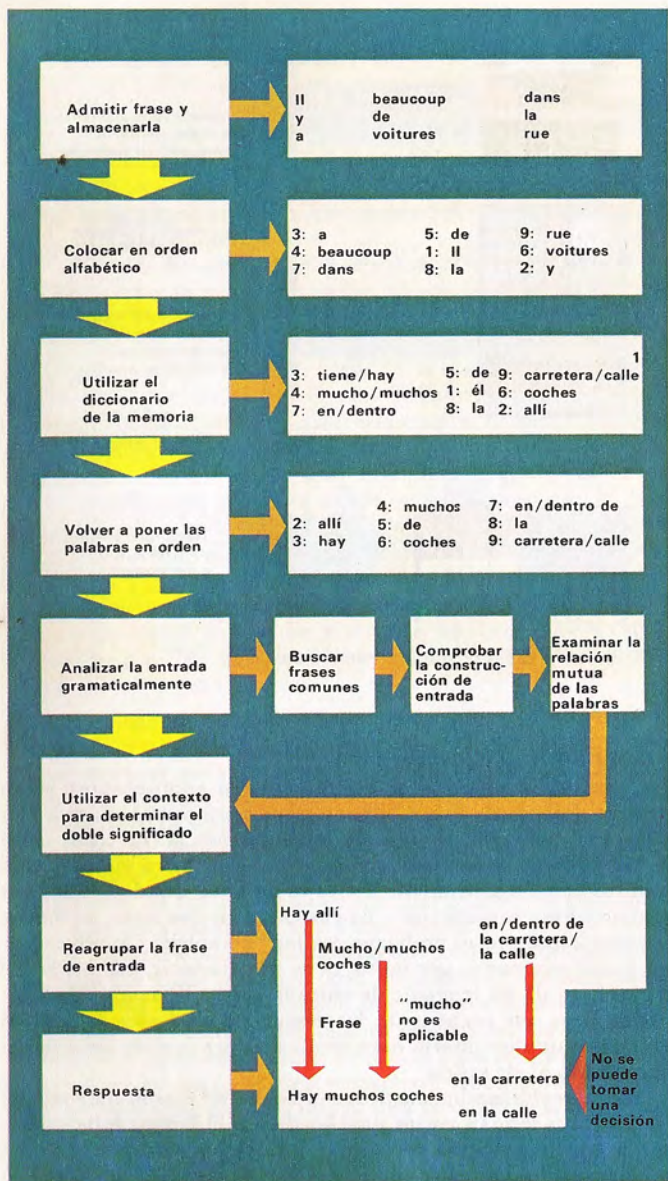 Admitir frase y
almacenarla
Il beaucoup dans
y de la
a voitures rue
Colocar en orden
alfabético
3: a 5: de 9: rue
4: beaucoup 1: Il 6: voitures
7: dans 8: la 2: y
Utilizar el
diccionario
de la memoria
1
3: tiene/hay 5: de 9: carretera/calle
4: mucho/muchos 1: él 6: coches
7: en/dentro 8: la 2: allí
Volver a poner las
palabras en orden
4: muchos 7: en/dentro de
2: allí 5: de 8: la
3: hay 6: coches 9: carretera/calle
Analizar la entrada
gramaticalmente
Buscar
frases
comunes
Comprobar
la construc-
ción de
entrada
Examinar la
relación
mutua
de las
palabras
Utilizar el contexto
para determinar el
doble significado
Reagrupar la frase
de entrada
Hay allí
Mucho/muchos
coches
en/dentro de
la carretera/
la calle
Frase
"mucho"
no es
aplicable
Respuesta
Hay muchos coches
en la carretera
en la calle
No se
puede
tomar
una
decisión